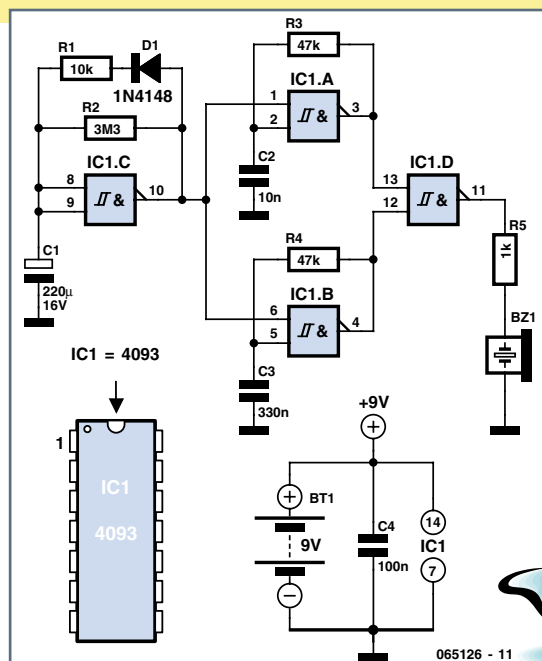 R1
10k
D1
1N4148
R2
3M3
IC1.C
8
9
&
10
C1
220µ
16V
R3
47k
IC1.A
1
2
&
3
C2
10n
R4
47k
IC1.B
6
5
&
4
C3
330n
IC1.D
13
12
&
11
R5
1k
BZ1
IC1 = 4093
1
IC1
4093
+9V
+
+
BT1
9V
−
C4
100n
14
IC1
7
065126 - 11